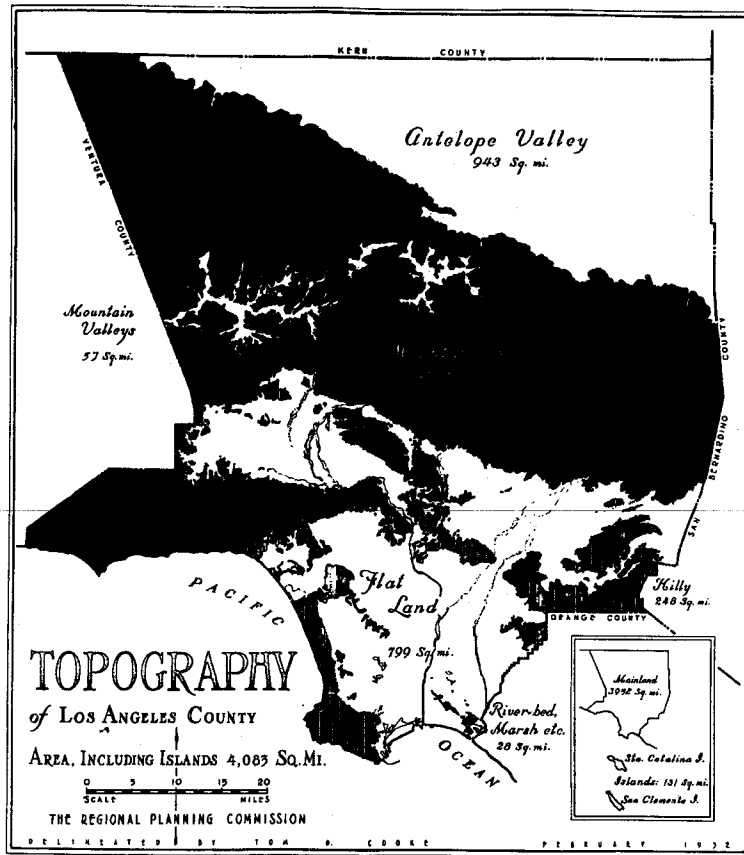 KERN COUNTY
Antelope Valley
943 Sq. mi.
VENTURA COUNTY
Mountain
Valleys
57 Sq. mi.
SAN BERNARDINO COUNTY
PACIFIC
OCEAN
Flat
Land
799 Sq. mi.
Hilly
248 Sq. mi.
ORANGE COUNTY
River-bed,
Marsh etc.
28 Sq. mi.
Mainland
3952 Sq. mi.
Sta. Catalina I.
Islands: 131 Sq. mi.
San Clemente I.
TOPOGRAPHY
of LOS ANGELES COUNTY
AREA, INCLUDING ISLANDS 4,083 SQ. MI.
0 5 10 15 20
SCALE MILES
THE REGIONAL PLANNING COMMISSION
DELINEATED BY TOM D. COOKE FEBRUARY 1932